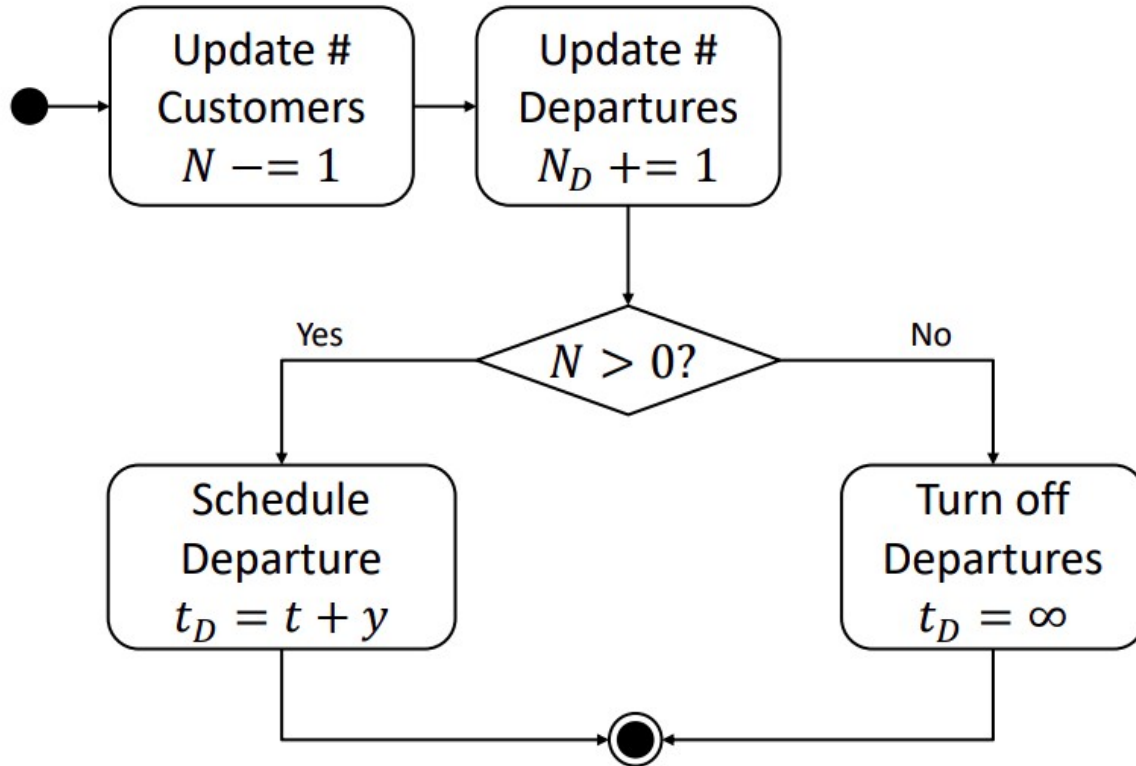 Update #
Customers
N −= 1
Update #
Departures
N_D += 1
N > 0?
Yes
No
Schedule
Departure
t_D = t + y
Turn off
Departures
t_D = ∞